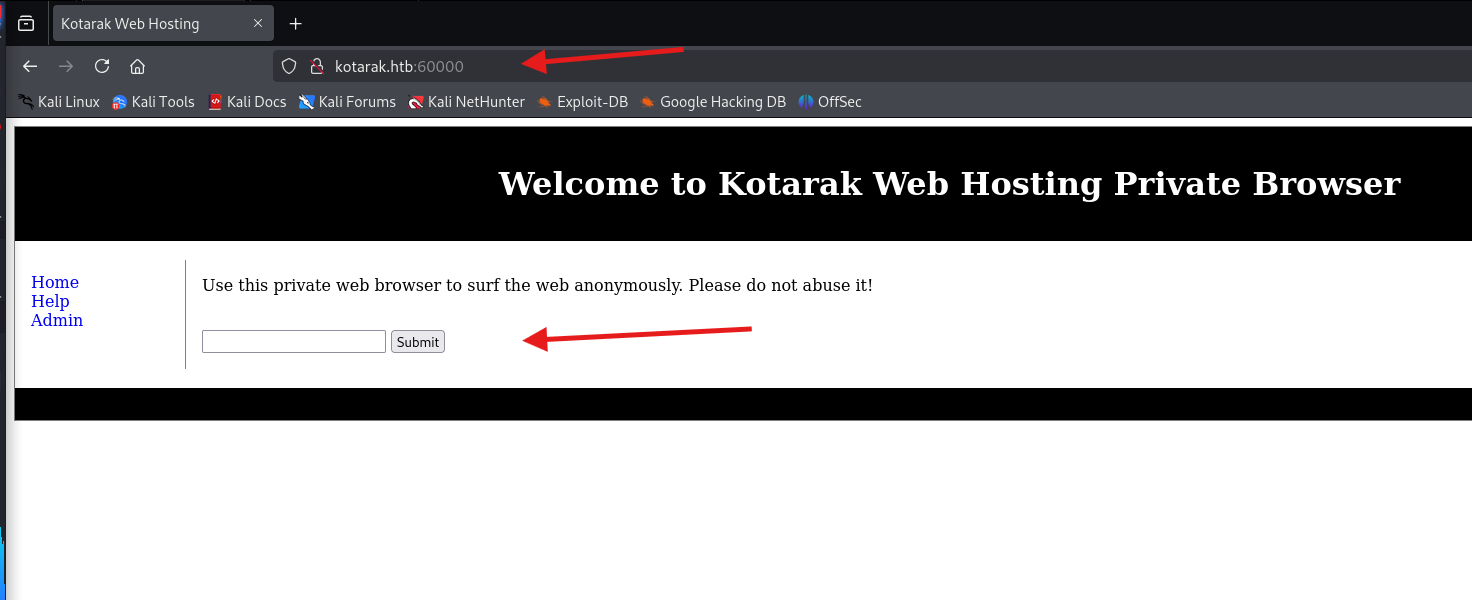 Kotarak Web Hosting
kotarak.htb:60000
Kali Linux Kali Tools Kali Docs Kali Forums Kali NetHunter Exploit-DB Google Hacking DB OffSec
Welcome to Kotarak Web Hosting Private Browser
Home
Help
Admin
Use this private web browser to surf the web anonymously. Please do not abuse it!
Submit